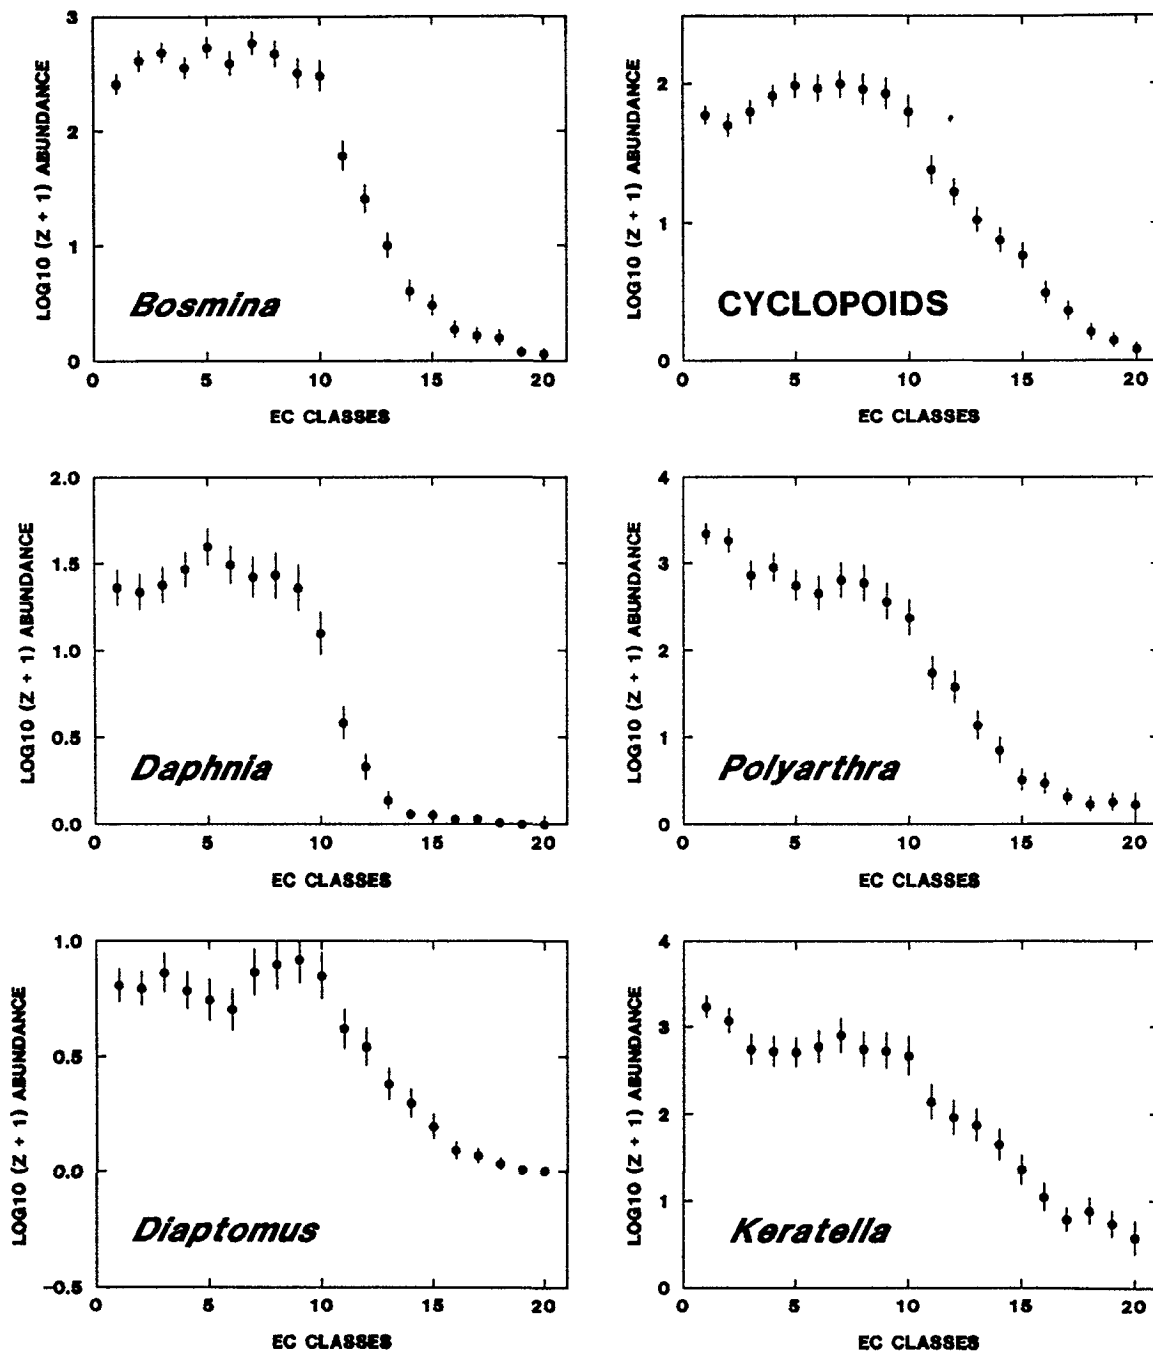 LOG10 (Z + 1) ABUNDANCE
3
2
1
0
Bosmina
0 5 10 15 20
EC CLASSES
LOG10 (Z + 1) ABUNDANCE
2
1
0
CYCLOPOIDS
0 5 10 15 20
EC CLASSES
LOG10 (Z + 1) ABUNDANCE
2.0
1.5
1.0
0.5
0.0
Daphnia
0 5 10 15 20
EC CLASSES
LOG10 (Z + 1) ABUNDANCE
4
3
2
1
0
Polyarthra
0 5 10 15 20
EC CLASSES
LOG10 (Z + 1) ABUNDANCE
1.0
0.5
0.0
-0.5
Diaptomus
0 5 10 15 20
EC CLASSES
LOG10 (Z + 1) ABUNDANCE
4
3
2
1
0
Keratella
0 5 10 15 20
EC CLASSES